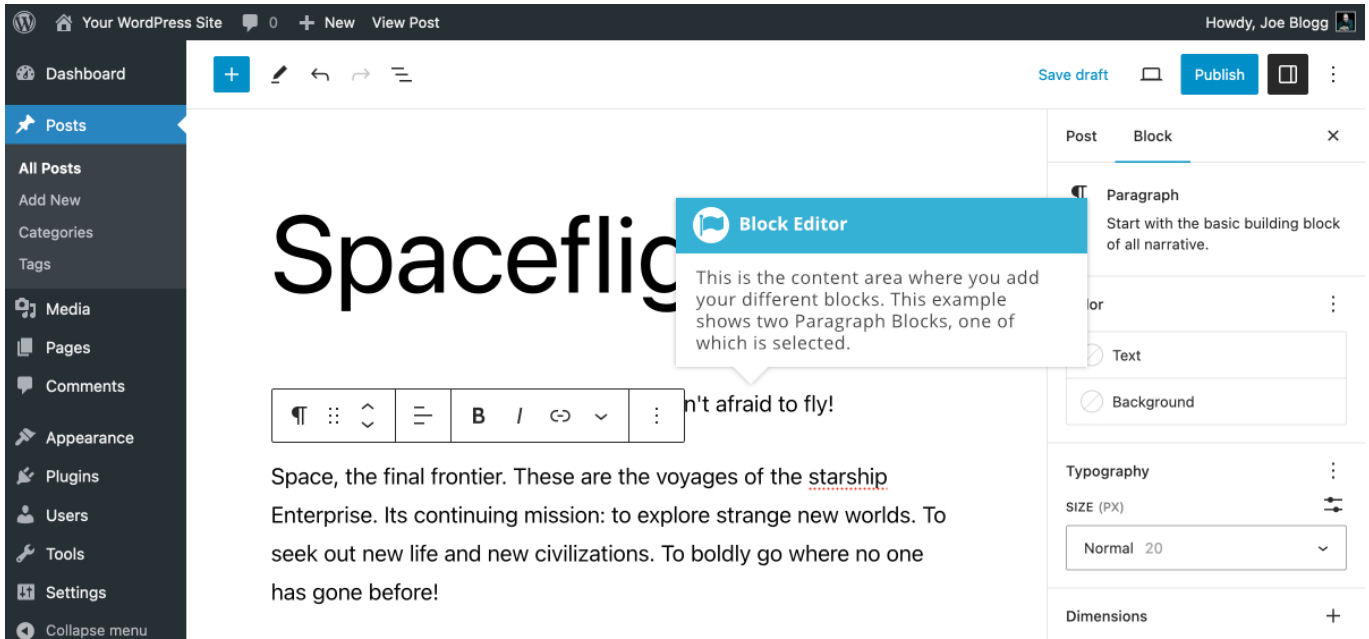 Your WordPress Site 0 New View Post Howdy, Joe Blogg
Dashboard
Posts
All Posts
Add New
Categories
Tags
Media
Pages
Comments
Appearance
Plugins
Users
Tools
Settings
Collapse menu
Save draft Publish
Block Editor
This is the content area where you add
your different blocks. This example
shows two Paragraph Blocks, one of
which is selected.
B I
n't afraid to fly!
Space, the final frontier. These are the voyages of the starship
Enterprise. Its continuing mission: to explore strange new worlds. To
seek out new life and new civilizations. To boldly go where no one
has gone before!
Post Block
Paragraph
Start with the basic building block
of all narrative.
Text
Background
Typography
SIZE (PX)
Normal 20
Dimensions